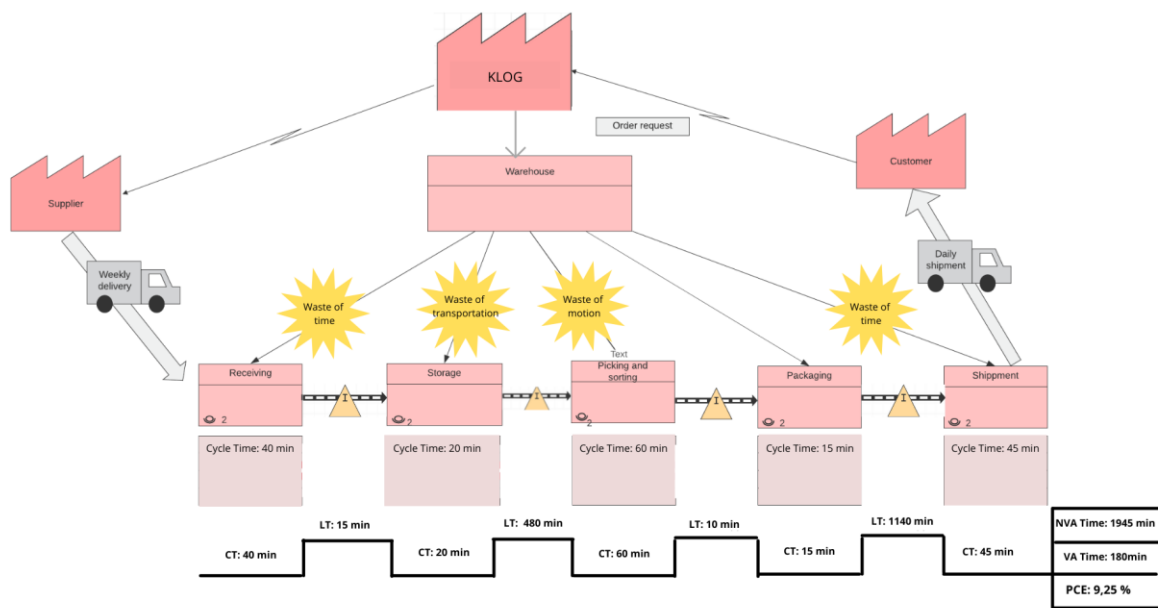 KLOG
Order request
Customer
Warehouse
Supplier
Weekly
delivery
Daily
shipment
Waste of
time
Waste of
transportation
Waste of
motion
Waste of
time
Text
Receiving
Storage
Picking and
sorting
Packaging
Shippment
I
I
I
I
2
2
2
2
2
Cycle Time: 40 min
Cycle Time: 20 min
Cycle Time: 60 min
Cycle Time: 15 min
Cycle Time: 45 min
LT: 15 min
LT: 480 min
LT: 10 min
LT: 1140 min
NVA Time: 1945 min
CT: 40 min
CT: 20 min
CT: 60 min
CT: 15 min
CT: 45 min
VA Time: 180min
PCE: 9,25 %